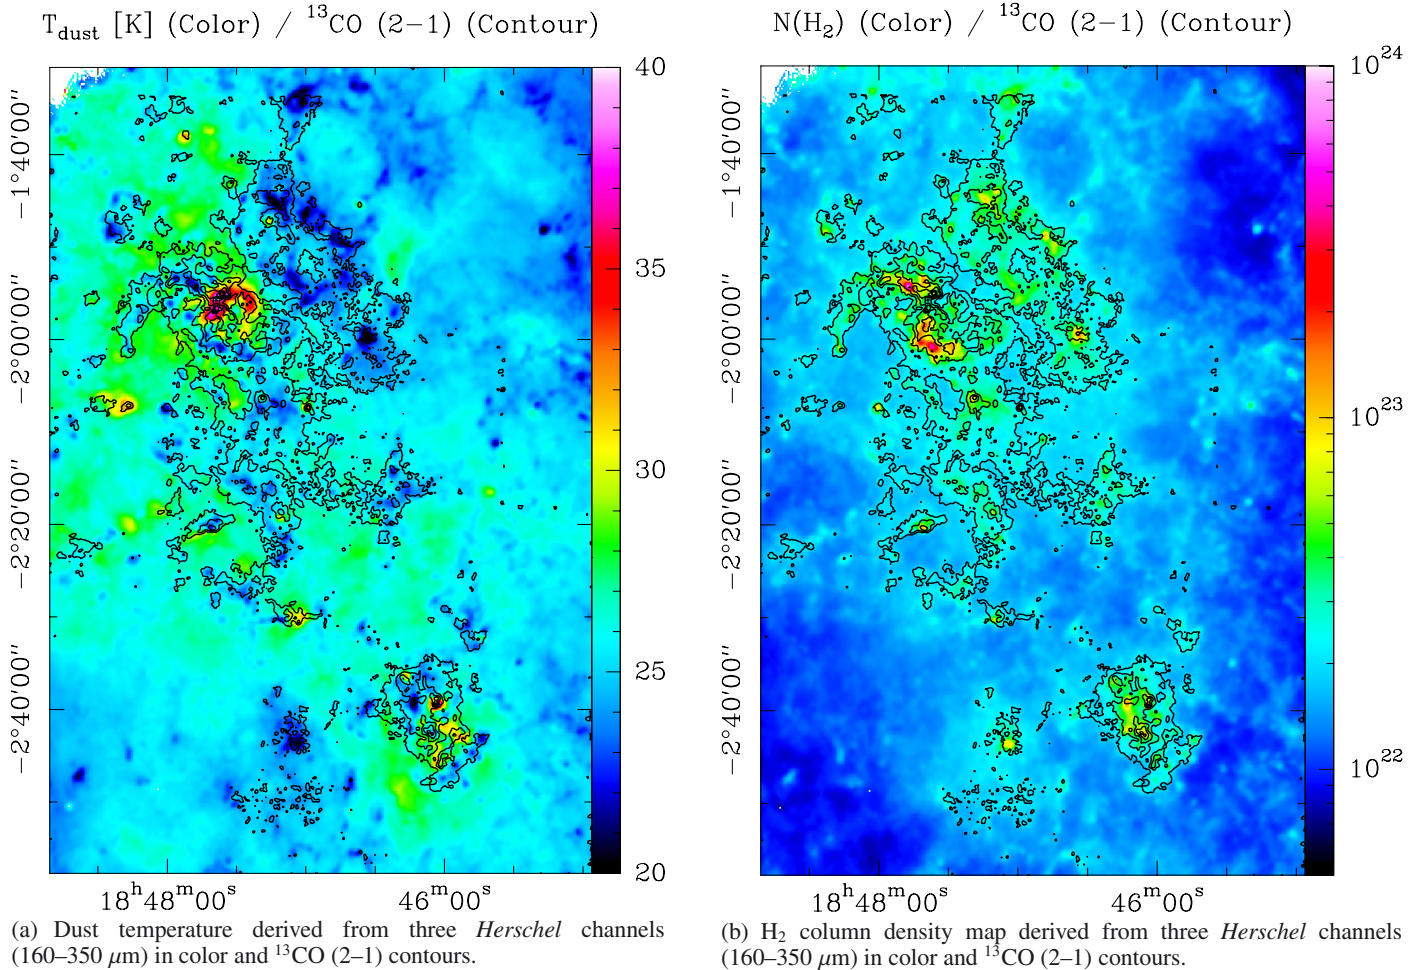 T_dust [K] (Color) / ¹³CO (2−1) (Contour)
40
35
30
25
20
−1°40'00"
−2°00'00"
−2°20'00"
−2°40'00"
18ʰ48ᵐ00ˢ
46ᵐ00ˢ
(a) Dust temperature derived from three Herschel channels
(160–350 μm) in color and ¹³CO (2–1) contours.
N(H₂) (Color) / ¹³CO (2−1) (Contour)
10²⁴
10²³
10²²
−1°40'00"
−2°00'00"
−2°20'00"
−2°40'00"
18ʰ48ᵐ00ˢ
46ᵐ00ˢ
(b) H₂ column density map derived from three Herschel channels
(160–350 μm) in color and ¹³CO (2–1) contours.